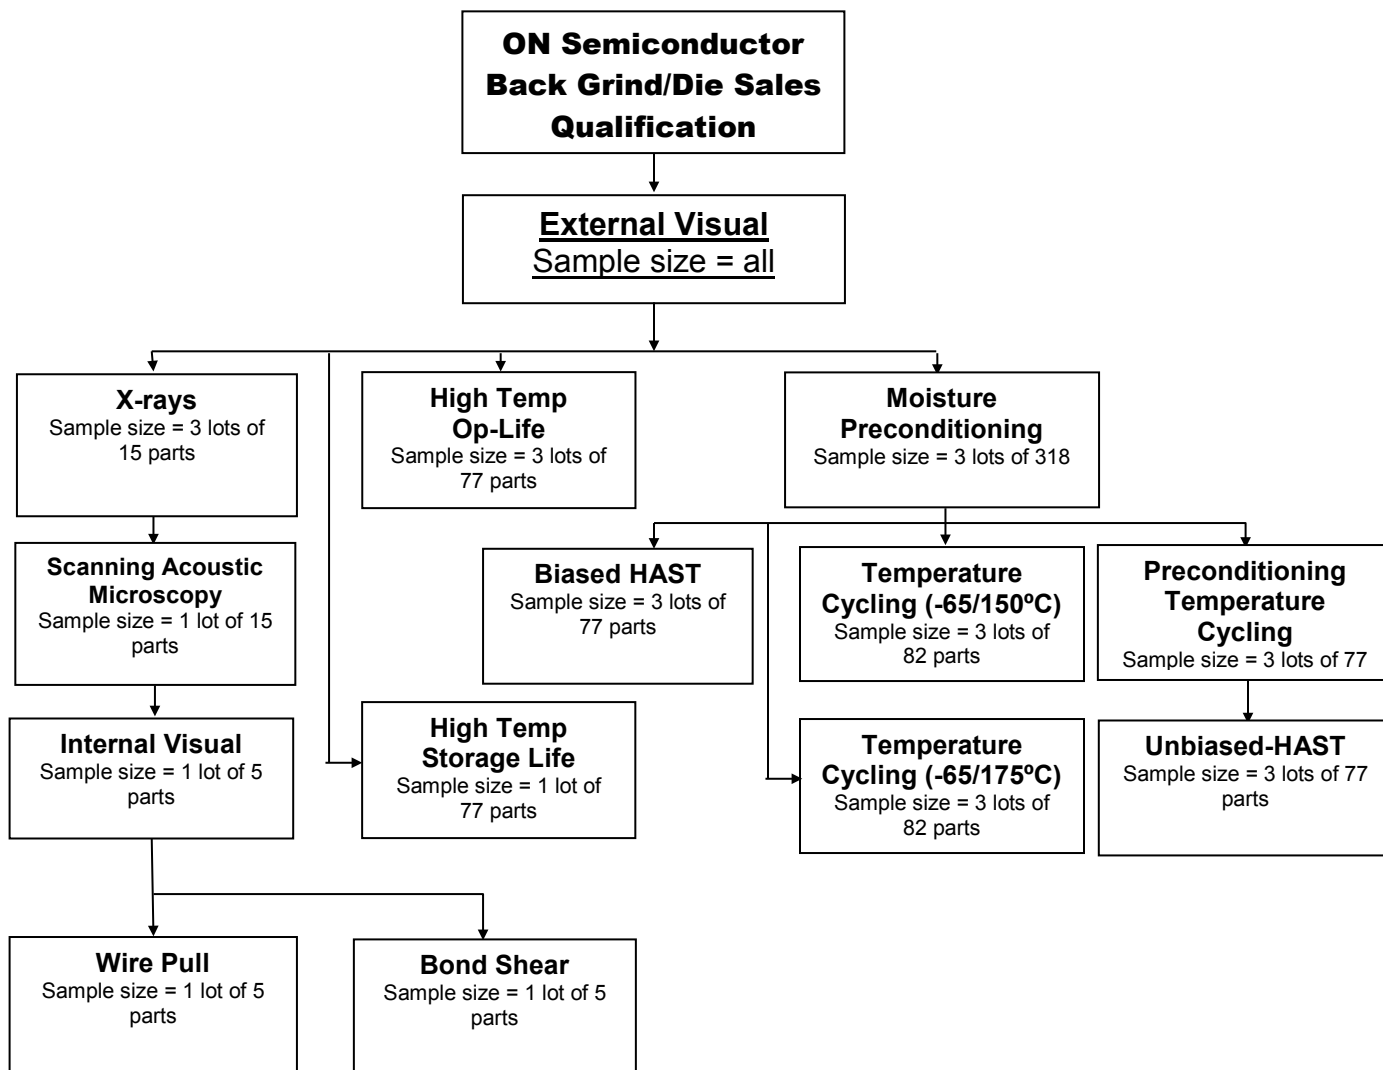 ON Semiconductor
Back Grind/Die Sales
Qualification
External Visual
Sample size = all
X-rays
Sample size = 3 lots of
15 parts
High Temp
Op-Life
Sample size = 3 lots of
77 parts
Moisture
Preconditioning
Sample size = 3 lots of 318
Scanning Acoustic
Microscopy
Sample size = 1 lot of 15
parts
Biased HAST
Sample size = 3 lots of
77 parts
Temperature
Cycling (-65/150ºC)
Sample size = 3 lots of
82 parts
Preconditioning
Temperature
Cycling
Sample size = 3 lots of 77
Internal Visual
Sample size = 1 lot of 5
parts
High Temp
Storage Life
Sample size = 1 lot of
77 parts
Temperature
Cycling (-65/175ºC)
Sample size = 3 lots of
82 parts
Unbiased-HAST
Sample size = 3 lots of 77
parts
Wire Pull
Sample size = 1 lot of 5
parts
Bond Shear
Sample size = 1 lot of 5
parts